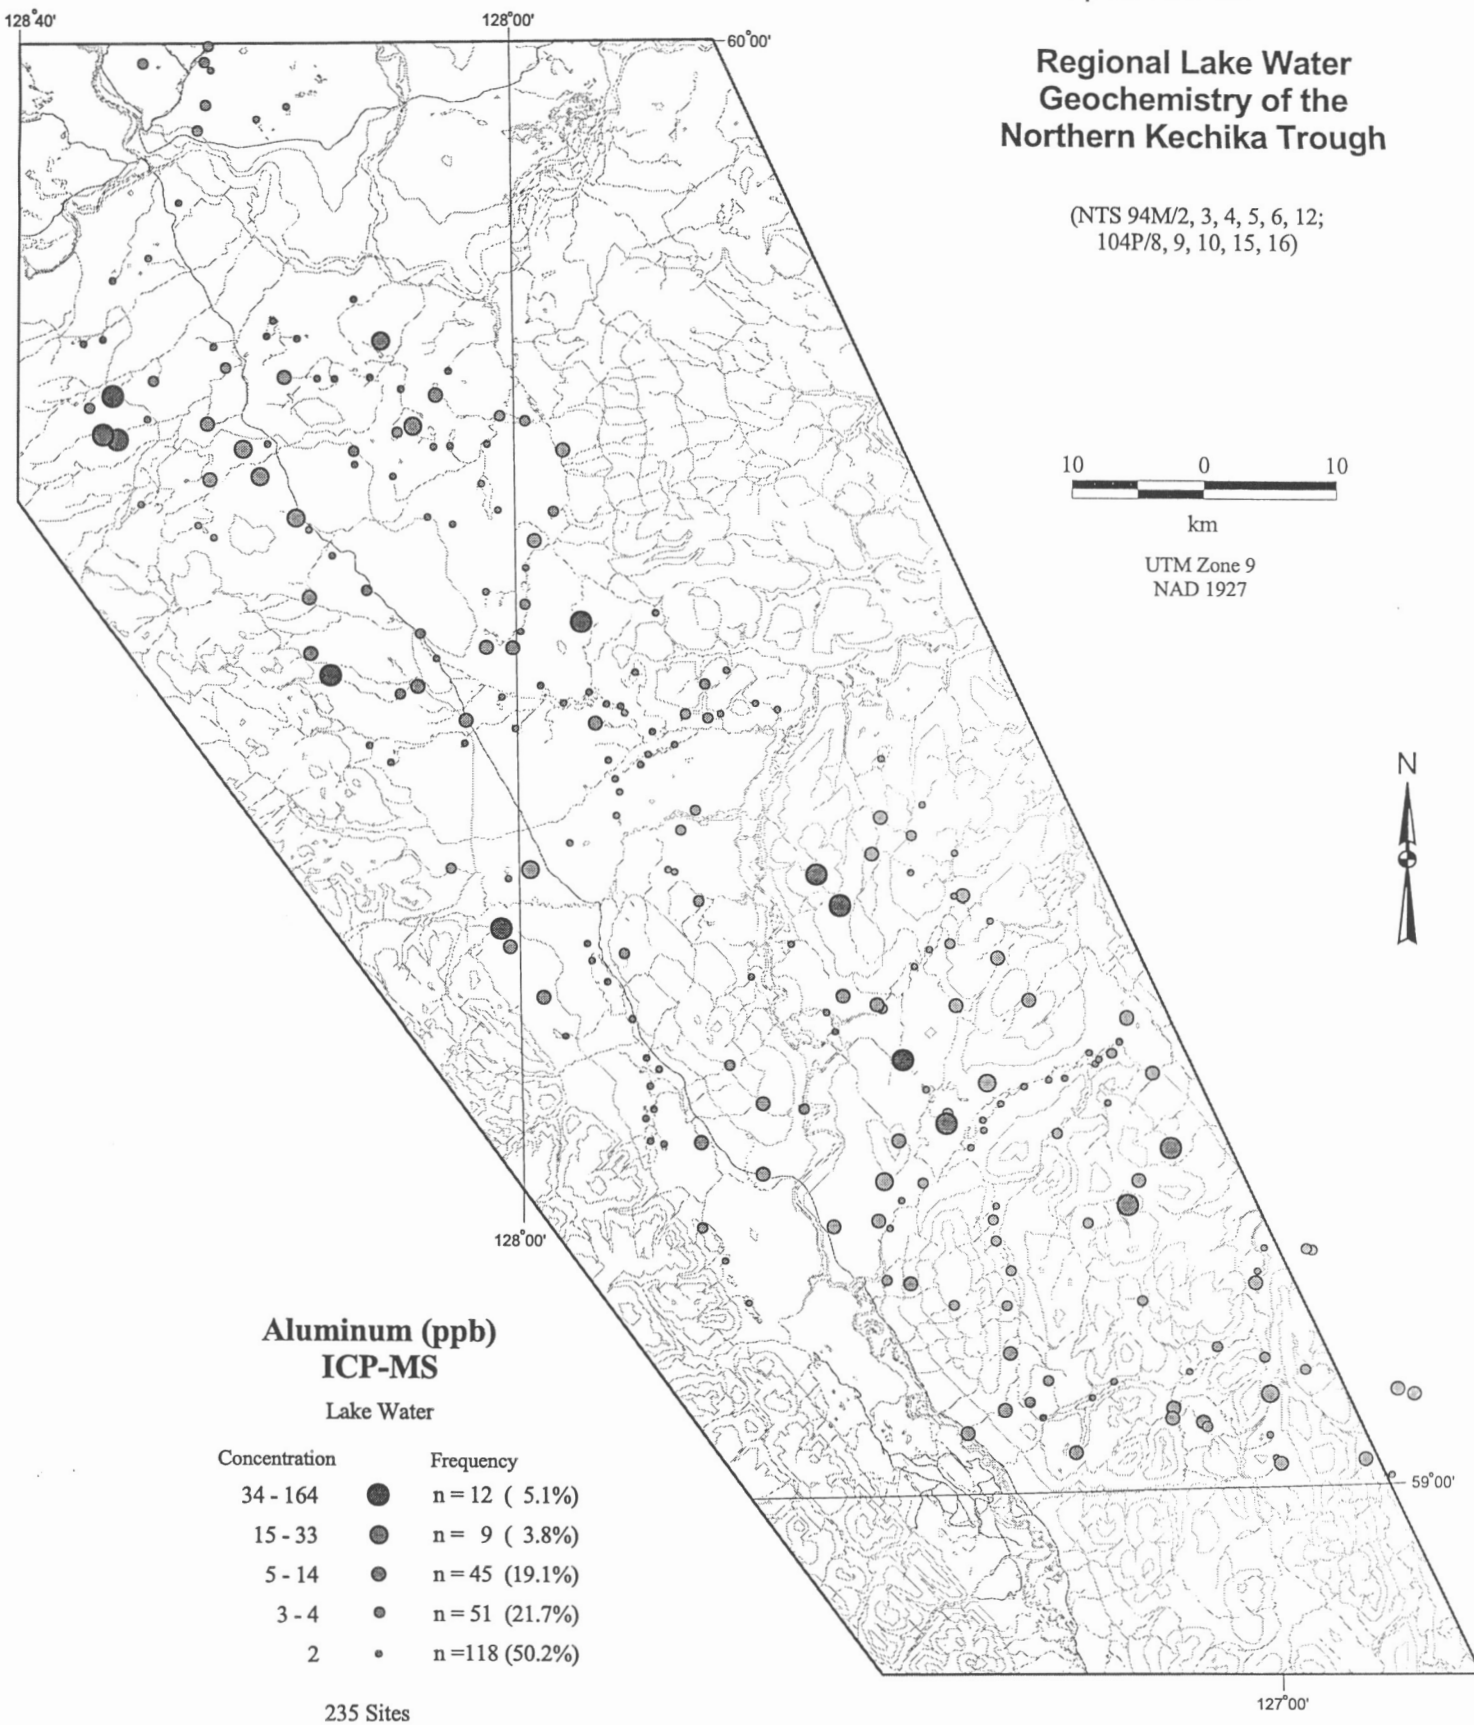 128°40'
128°00'
60°00'
Regional Lake Water
Geochemistry of the
Northern Kechika Trough
(NTS 94M/2, 3, 4, 5, 6, 12;
104P/8, 9, 10, 15, 16)
10 0 10
km
UTM Zone 9
NAD 1927
N
128°00'
Aluminum (ppb)
ICP-MS
Lake Water
Concentration Frequency
34 - 164 n = 12 ( 5.1%)
15 - 33 n = 9 ( 3.8%)
5 - 14 n = 45 (19.1%)
3 - 4 n = 51 (21.7%)
2 n =118 (50.2%)
235 Sites
59°00'
127°00'